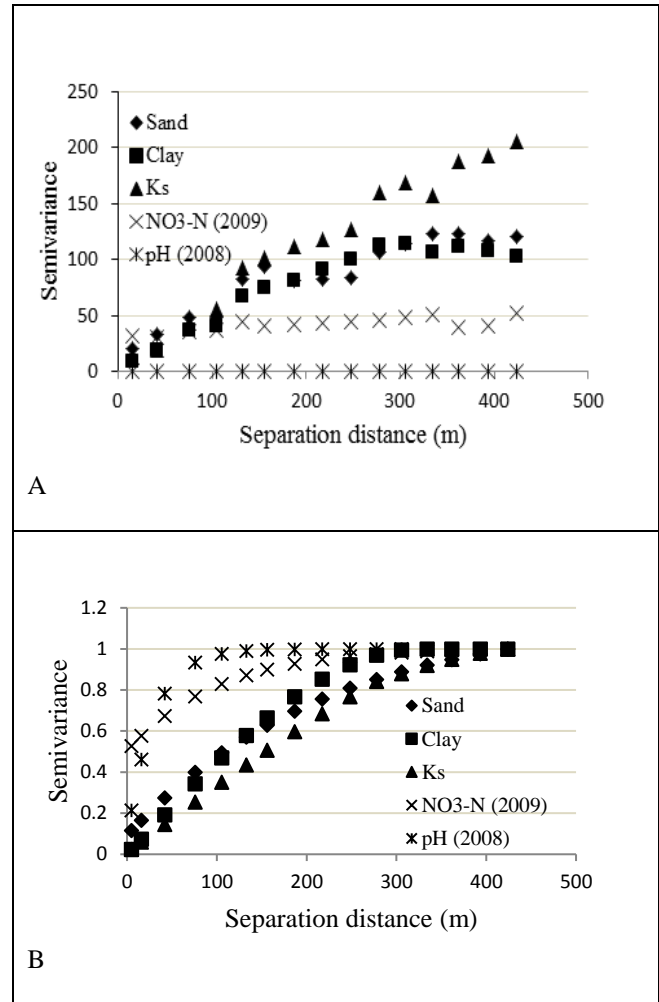 250
200
150
100
50
0
0 100 200 300 400 500
Semivariance
Separation distance (m)
Sand
Clay
Ks
NO3-N (2009)
pH (2008)
A
1.2
1
0.8
0.6
0.4
0.2
0
0 100 200 300 400 500
Semivariance
Separation distance (m)
Sand
Clay
Ks
NO3-N (2009)
pH (2008)
B